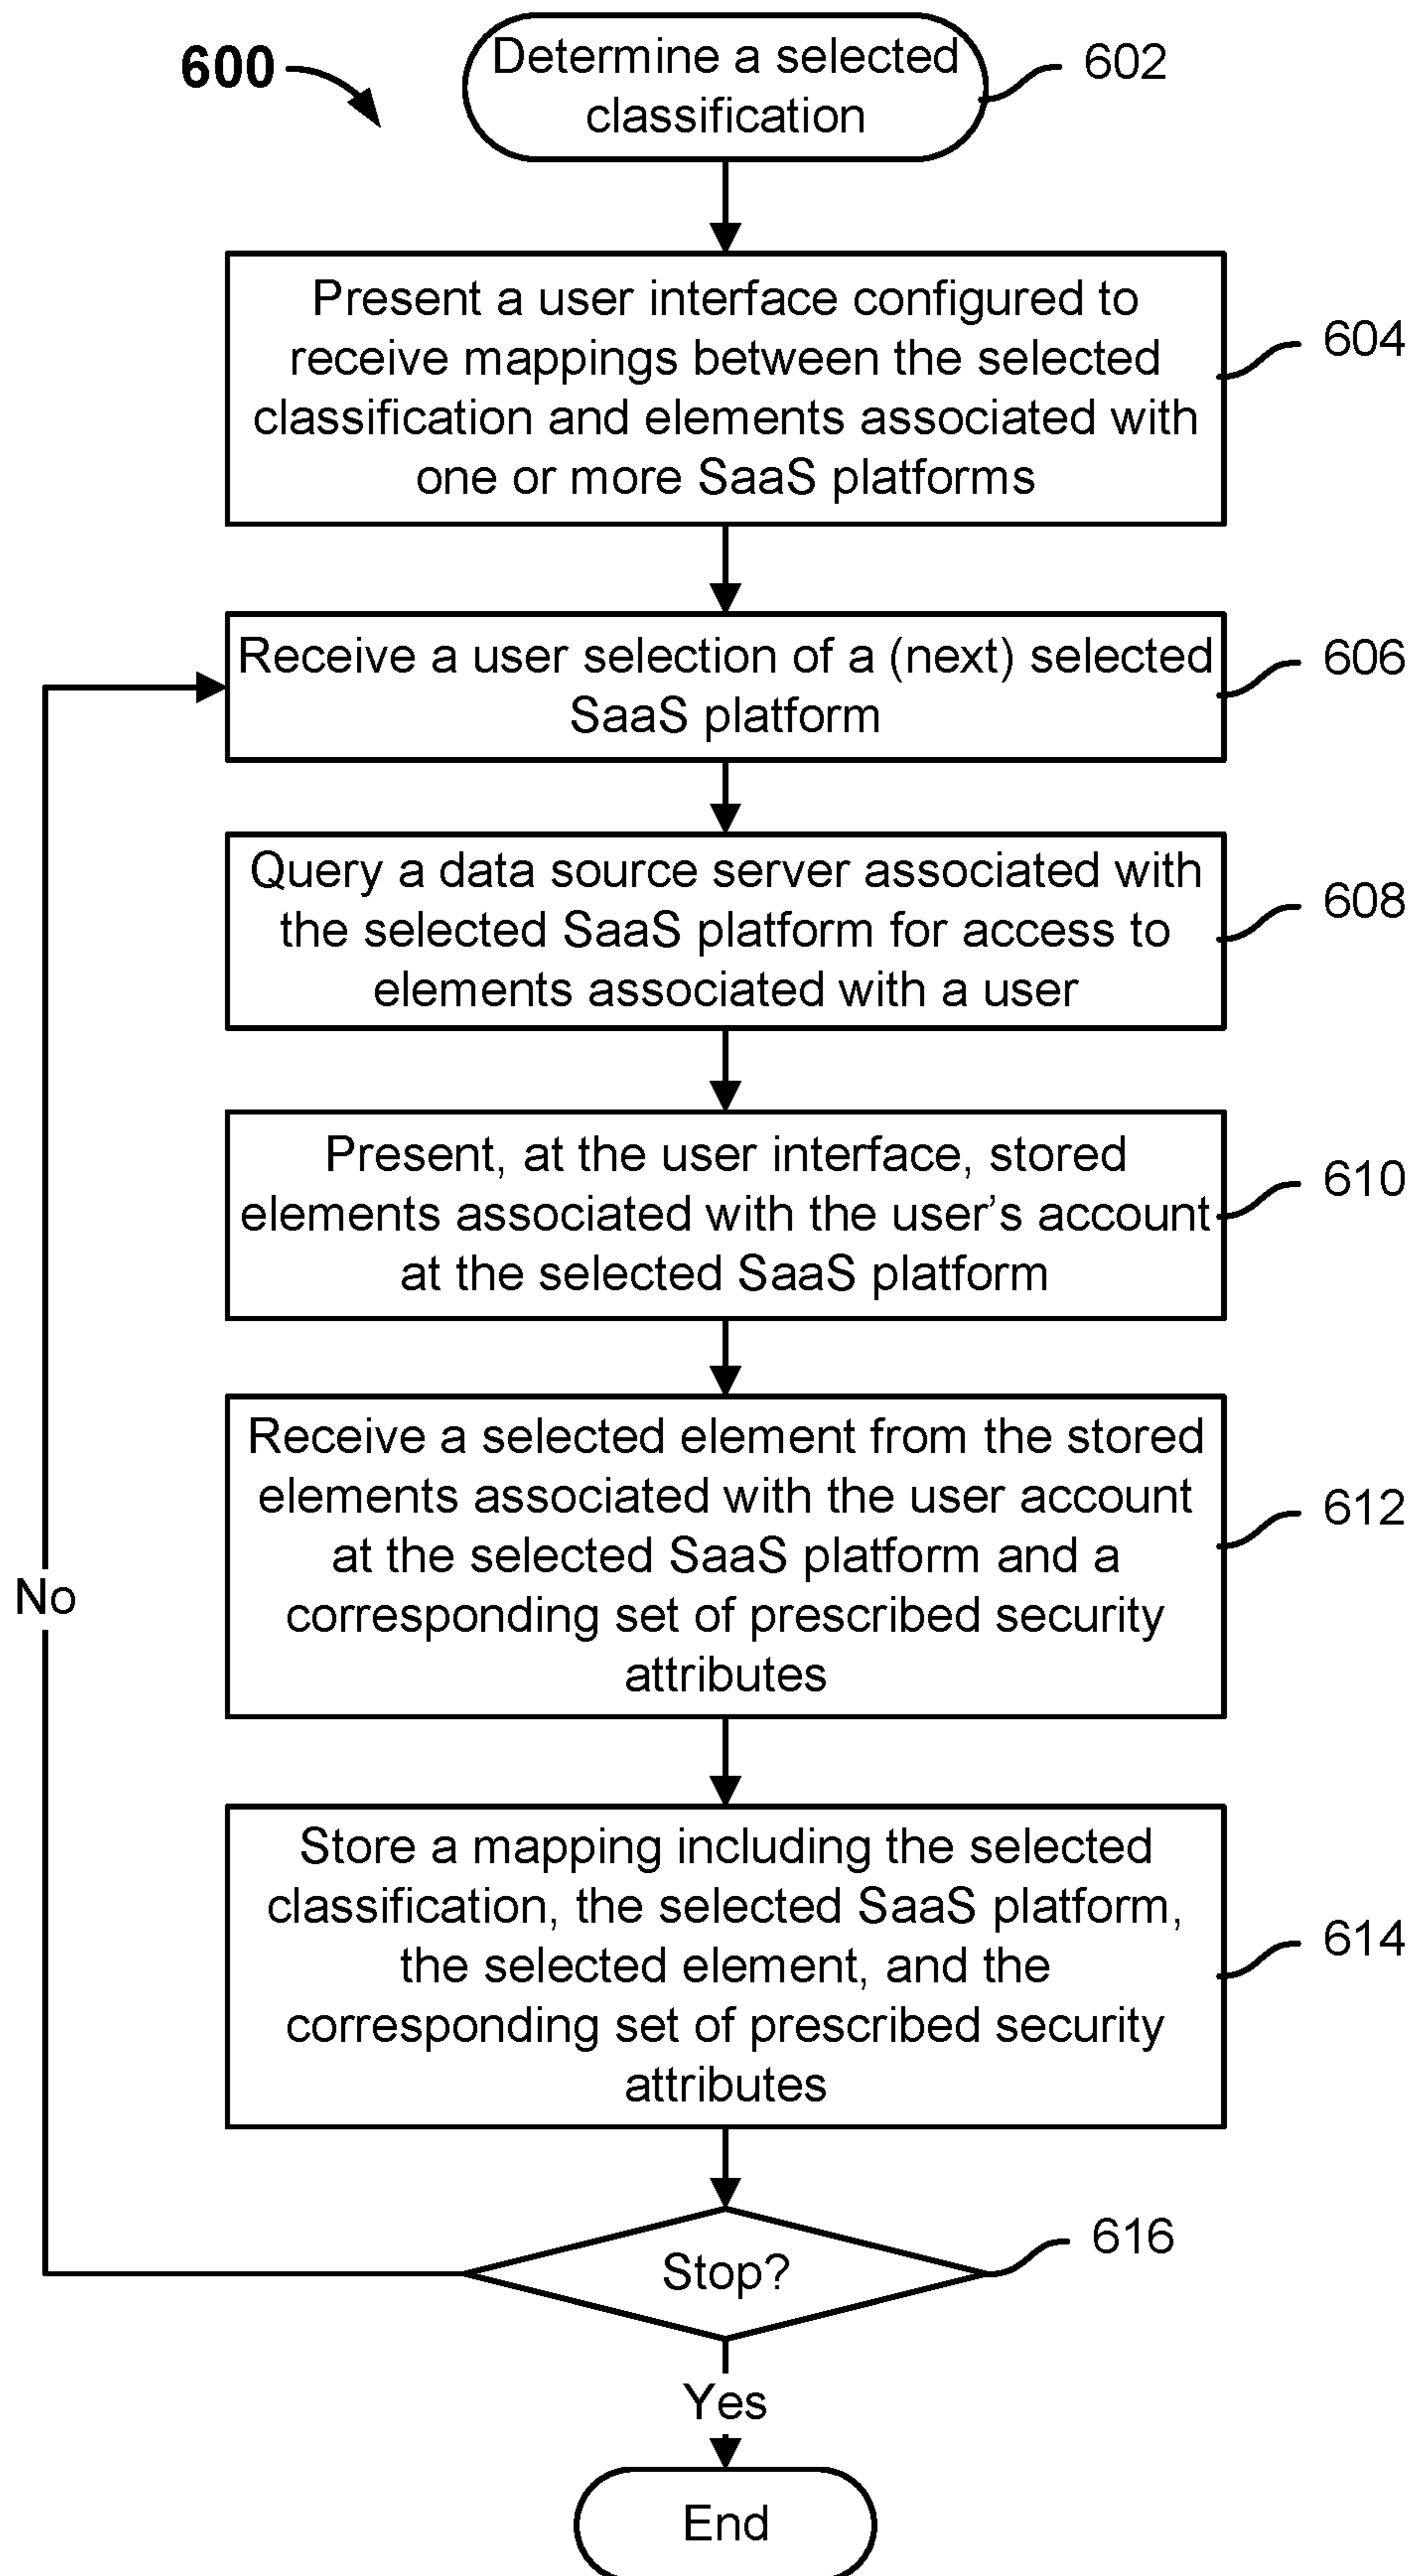 600
Determine a selected
classification
602
Present a user interface configured to
receive mappings between the selected
classification and elements associated with
one or more SaaS platforms
604
Receive a user selection of a (next) selected
SaaS platform
606
Query a data source server associated with
the selected SaaS platform for access to
elements associated with a user
608
Present, at the user interface, stored
elements associated with the user's account
at the selected SaaS platform
610
Receive a selected element from the stored
elements associated with the user account
at the selected SaaS platform and a
corresponding set of prescribed security
attributes
612
No
Store a mapping including the selected
classification, the selected SaaS platform,
the selected element, and the
corresponding set of prescribed security
attributes
614
Stop?
616
Yes
End